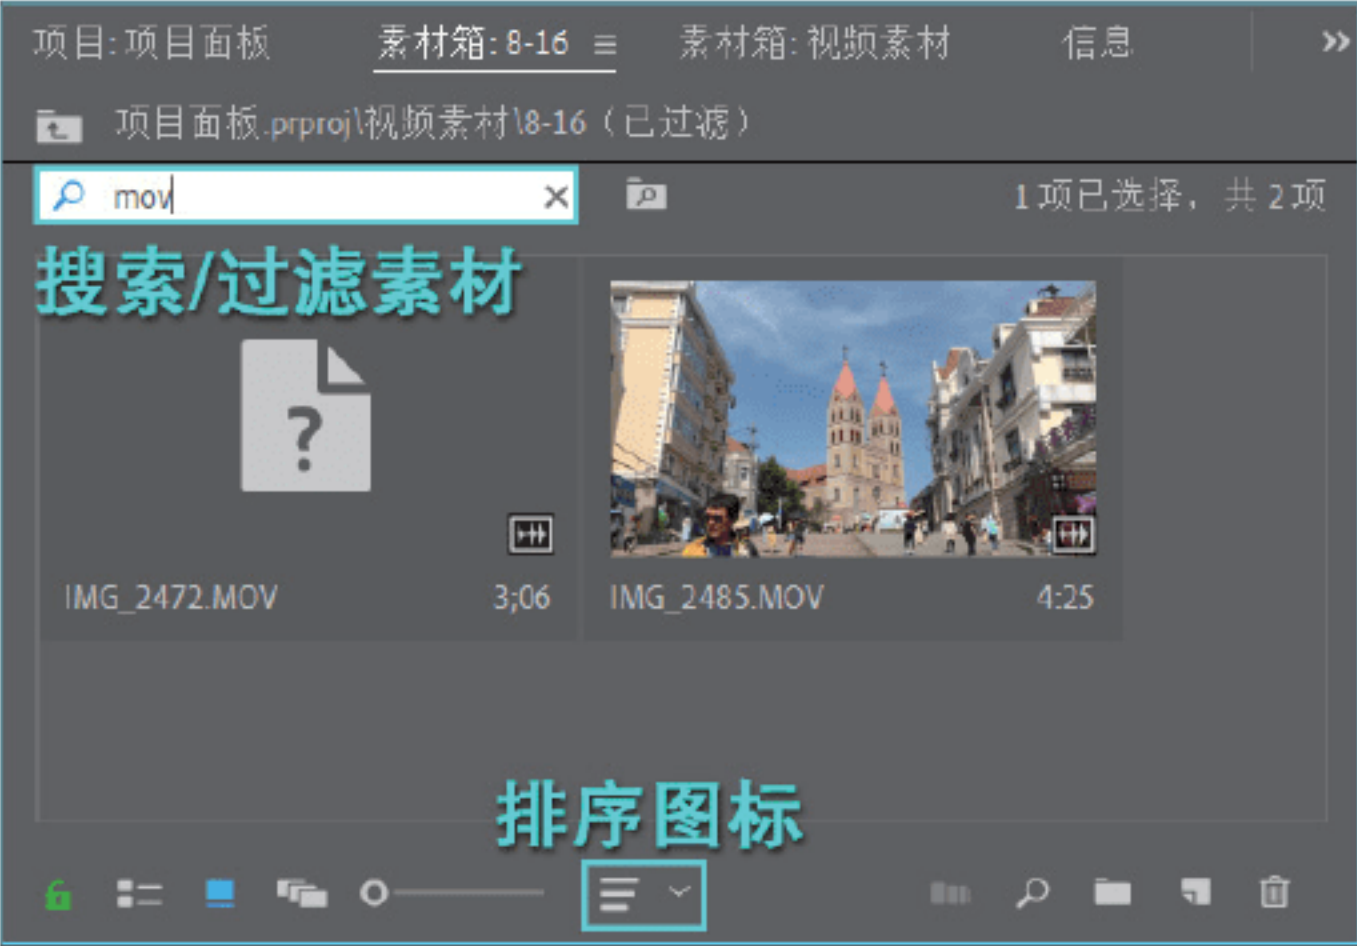 项目: 项目面板 素材箱: 8-16 素材箱: 视频素材 信息
项目面板.prproj\视频素材\8-16（已过滤）
mov 1 项已选择，共 2 项
搜索/过滤素材
?
IMG_2472.MOV 3;06 IMG_2485.MOV 4:25
排序图标